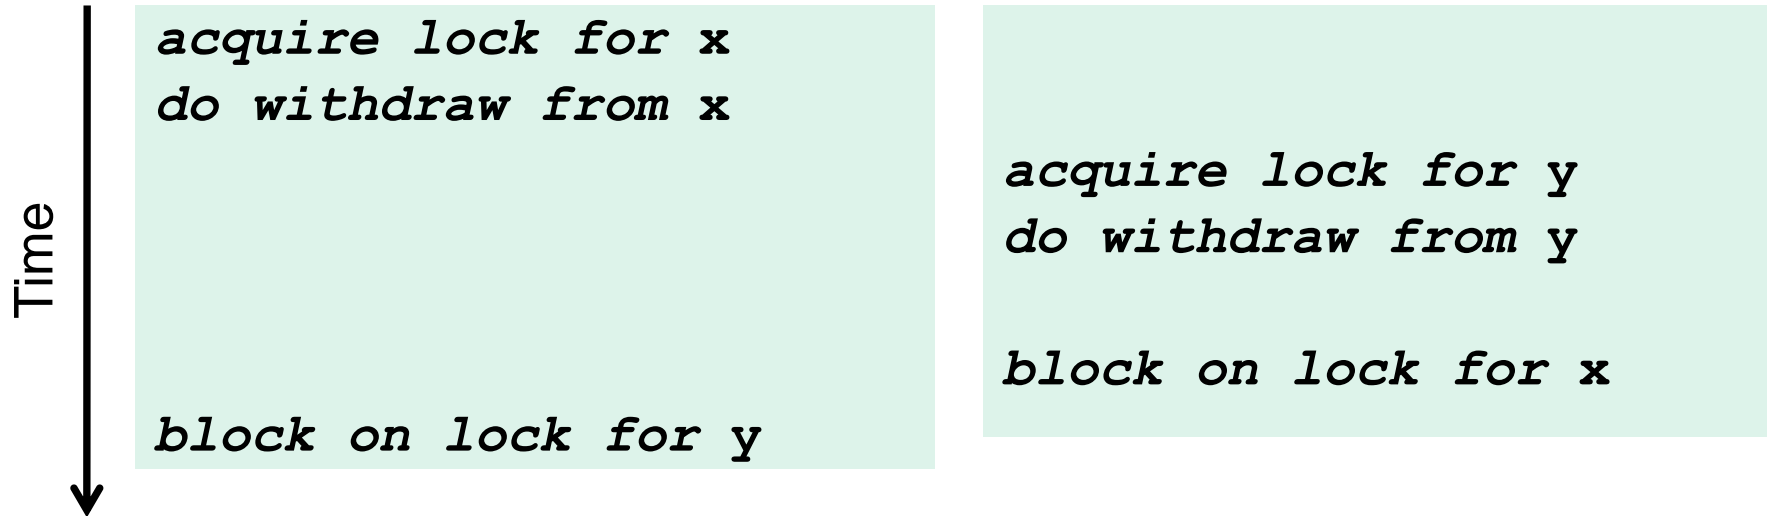 Time
acquire lock for x
do withdraw from x
block on lock for y
acquire lock for y
do withdraw from y
block on lock for x